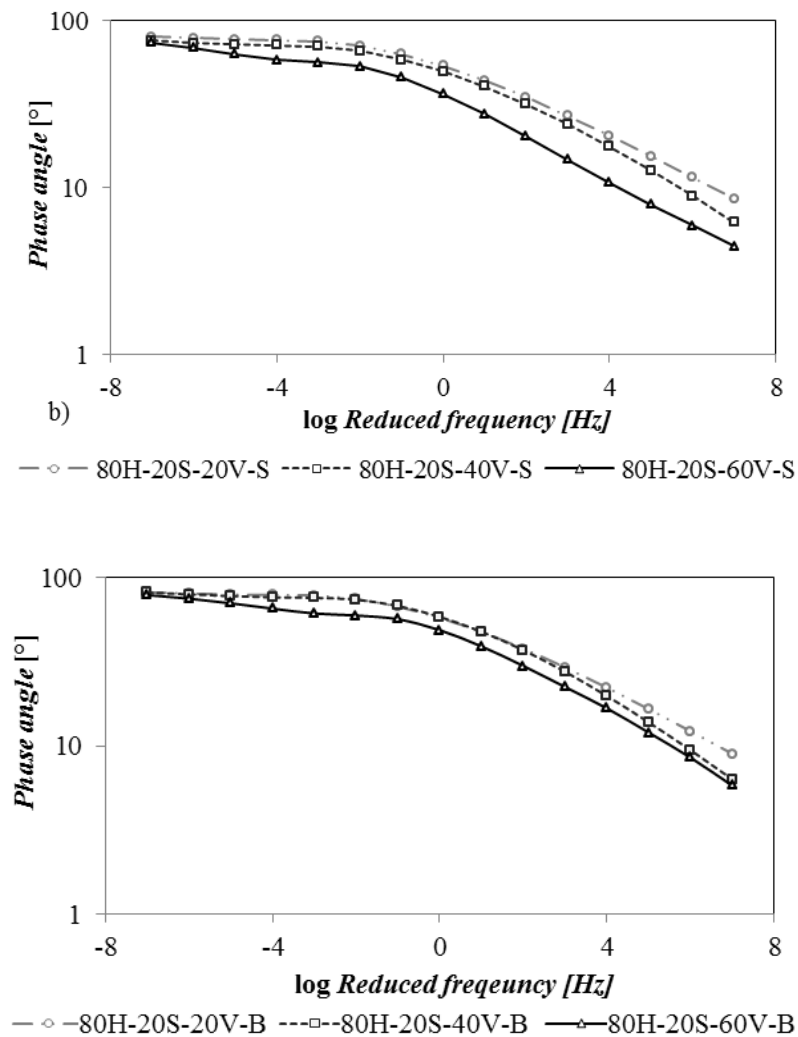 100
10
1
Phase angle [°]
-8 -4 0 4 8
b)
log Reduced frequency [Hz]
80H-20S-20V-S 80H-20S-40V-S 80H-20S-60V-S
100
10
1
Phase angle [°]
-8 -4 0 4 8
log Reduced freqeuncy [Hz]
80H-20S-20V-B 80H-20S-40V-B 80H-20S-60V-B